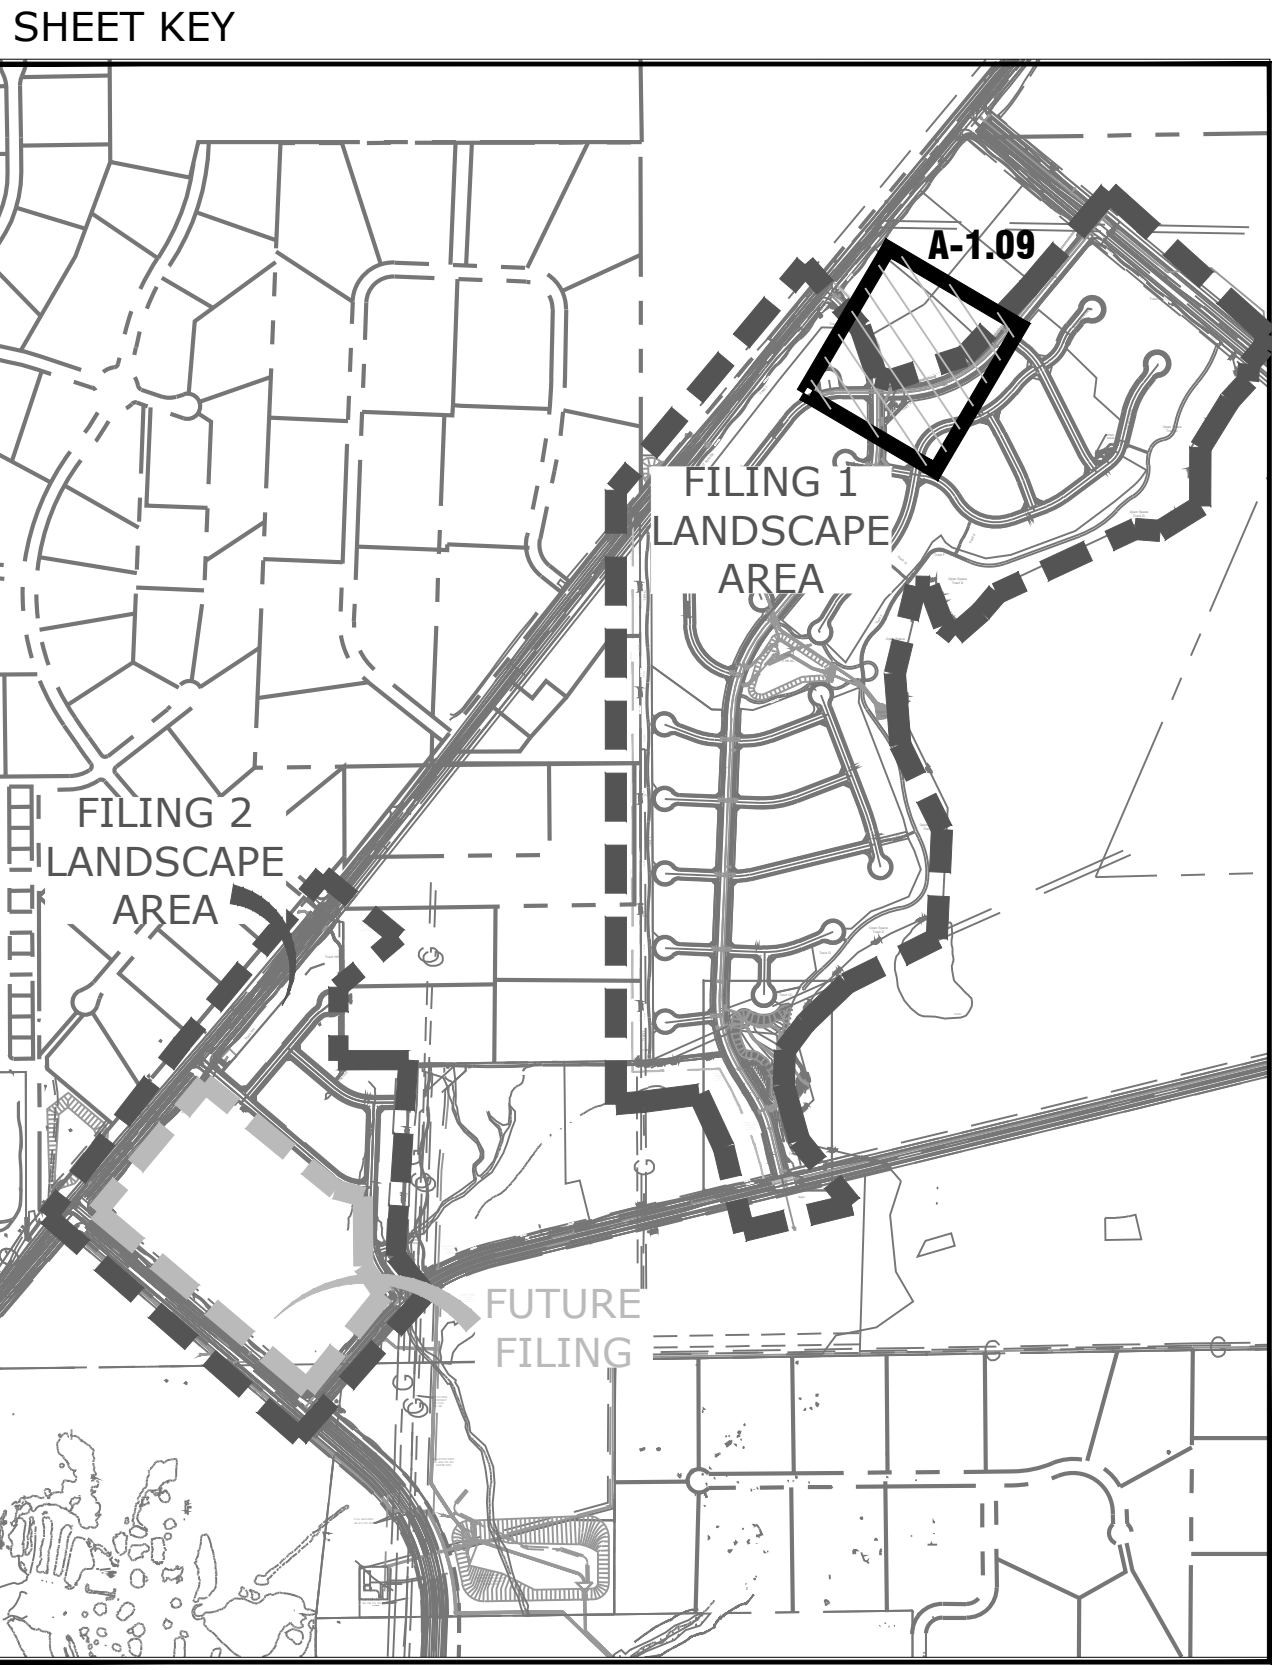 SHEET KEY
A-1.09
FILING 1
LANDSCAPE
AREA
FILING 2
LANDSCAPE
AREA
FUTURE
FILING